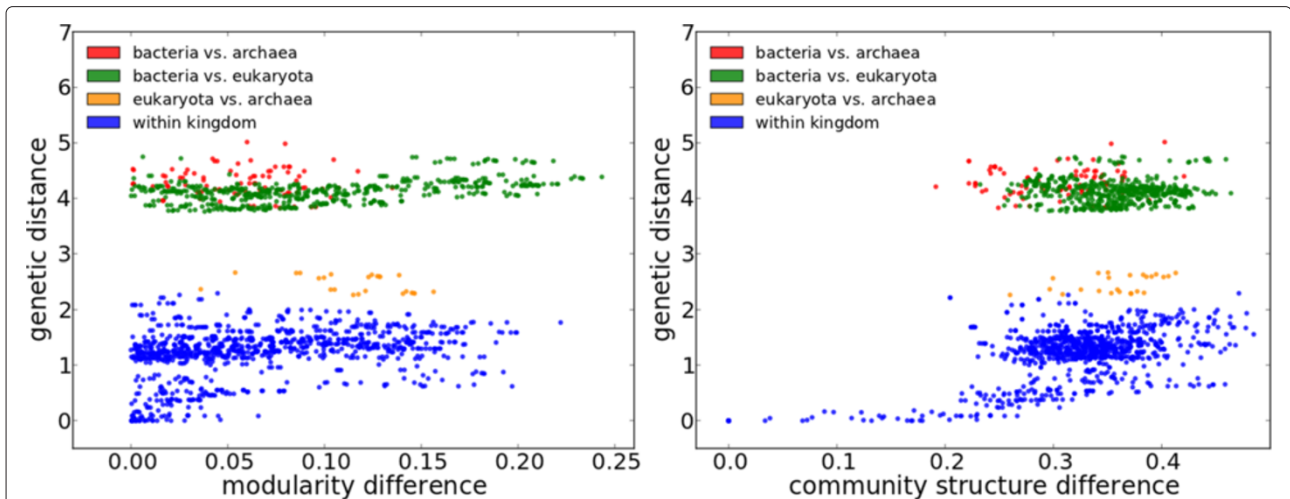 7
6
5
4
3
2
1
0
genetic distance
bacteria vs. archaea
bacteria vs. eukaryota
eukaryota vs. archaea
within kingdom
0.00 0.05 0.10 0.15 0.20 0.25
modularity difference
7
6
5
4
3
2
1
0
genetic distance
bacteria vs. archaea
bacteria vs. eukaryota
eukaryota vs. archaea
within kingdom
0.0 0.1 0.2 0.3 0.4
community structure difference